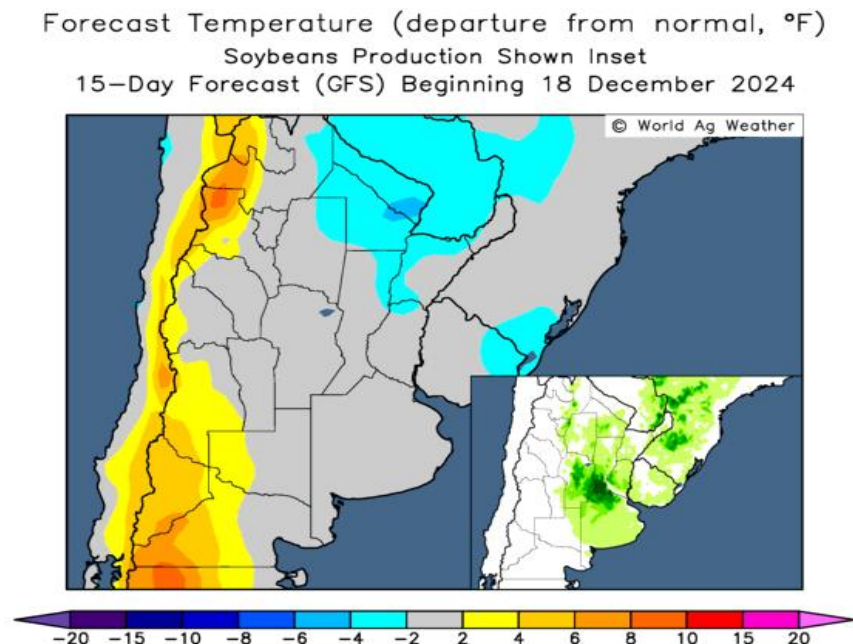 Forecast Temperature (departure from normal, °F)
Soybeans Production Shown Inset
15-Day Forecast (GFS) Beginning 18 December 2024
© World Ag Weather
-20 -15 -10 -8 -6 -4 -2 2 4 6 8 10 15 20